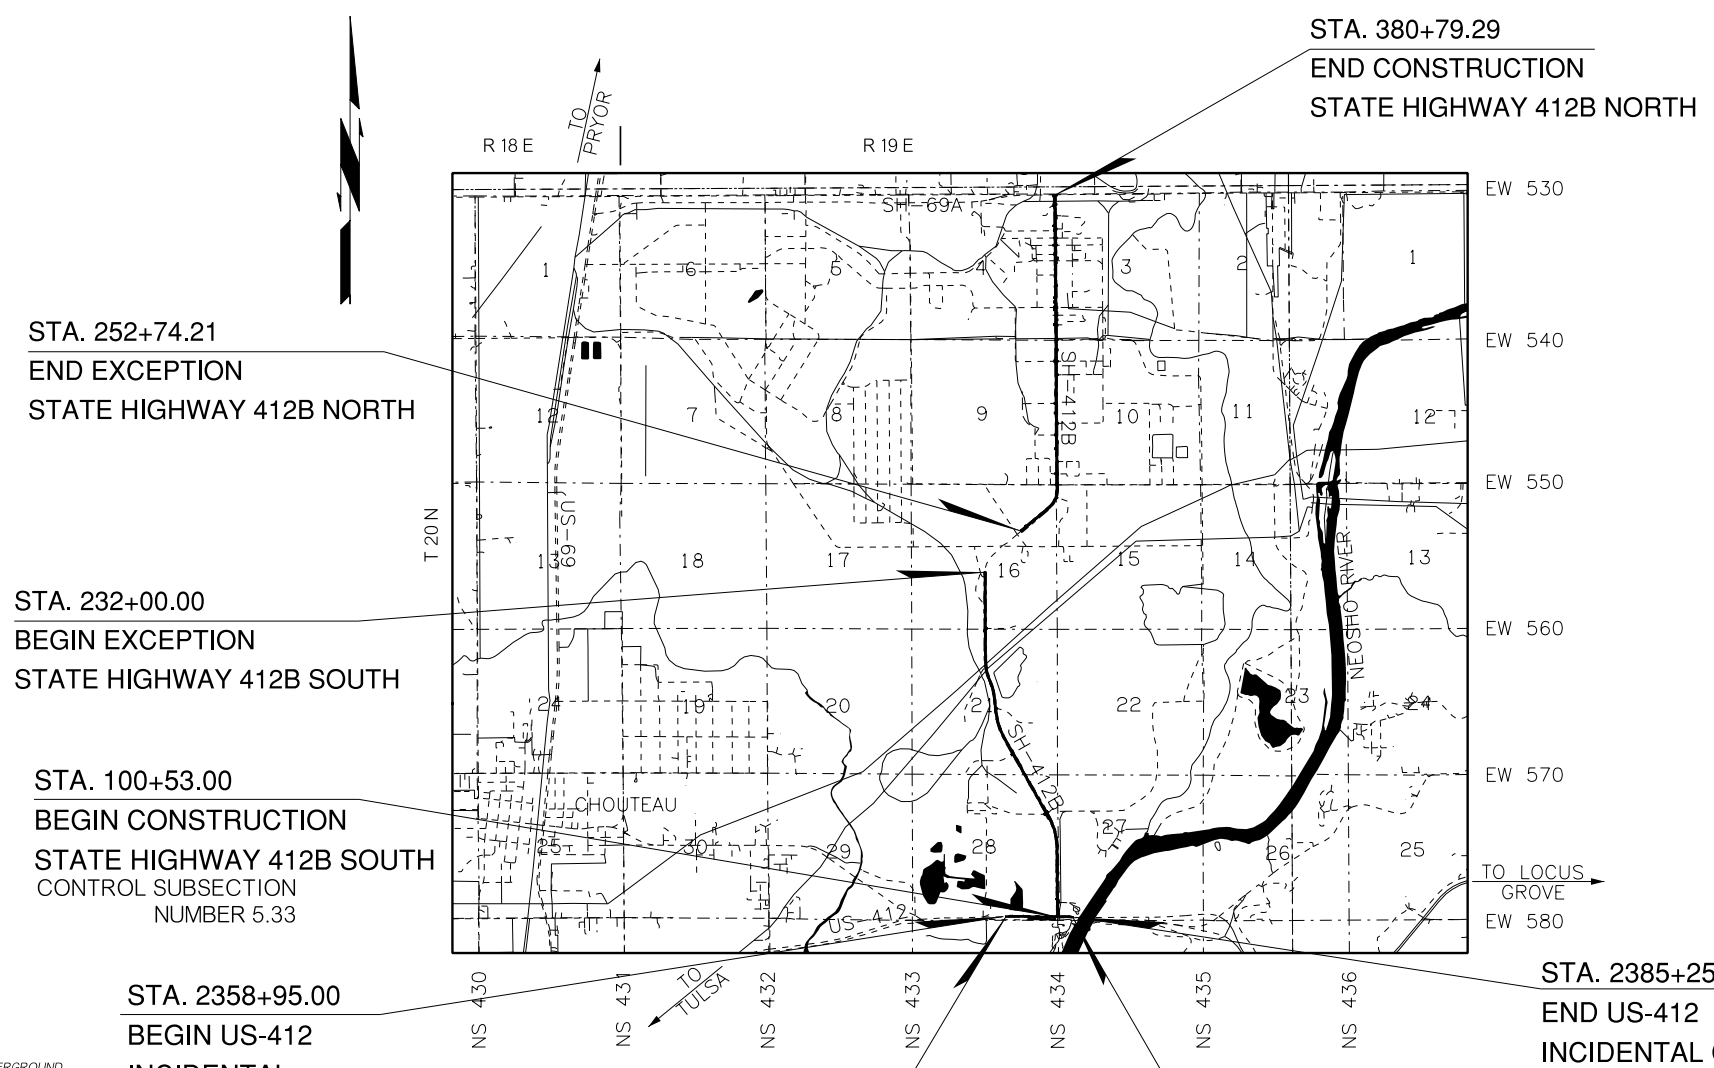 STA. 380+79.29
END CONSTRUCTION
STATE HIGHWAY 412B NORTH
TO
PRYOR
R 18 E
R 19 E
EW 530
SH-69A
1
6
5
4
3
2
1
STA. 252+74.21
END EXCEPTION
STATE HIGHWAY 412B NORTH
EW 540
SH-412B
12
7
8
9
10
11
12
EW 550
T 20 N
US-69
13
18
17
16
15
14
13
NEOSHO RIVER
STA. 232+00.00
BEGIN EXCEPTION
STATE HIGHWAY 412B SOUTH
EW 560
24
19
20
21
22
23
24
SH-412B
EW 570
STA. 100+53.00
BEGIN CONSTRUCTION
STATE HIGHWAY 412B SOUTH
CONTROL SUBSECTION
NUMBER 5.33
CHOUTEAU
25
30
29
28
27
26
25
TO LOCUS
GROVE
US 412
EW 580
TO
TULSA
NS 430
NS 431
NS 432
NS 433
NS 434
NS 435
NS 436
STA. 2358+95.00
BEGIN US-412
INCIDENTAL
STA. 2385+25
END US-412
INCIDENTAL